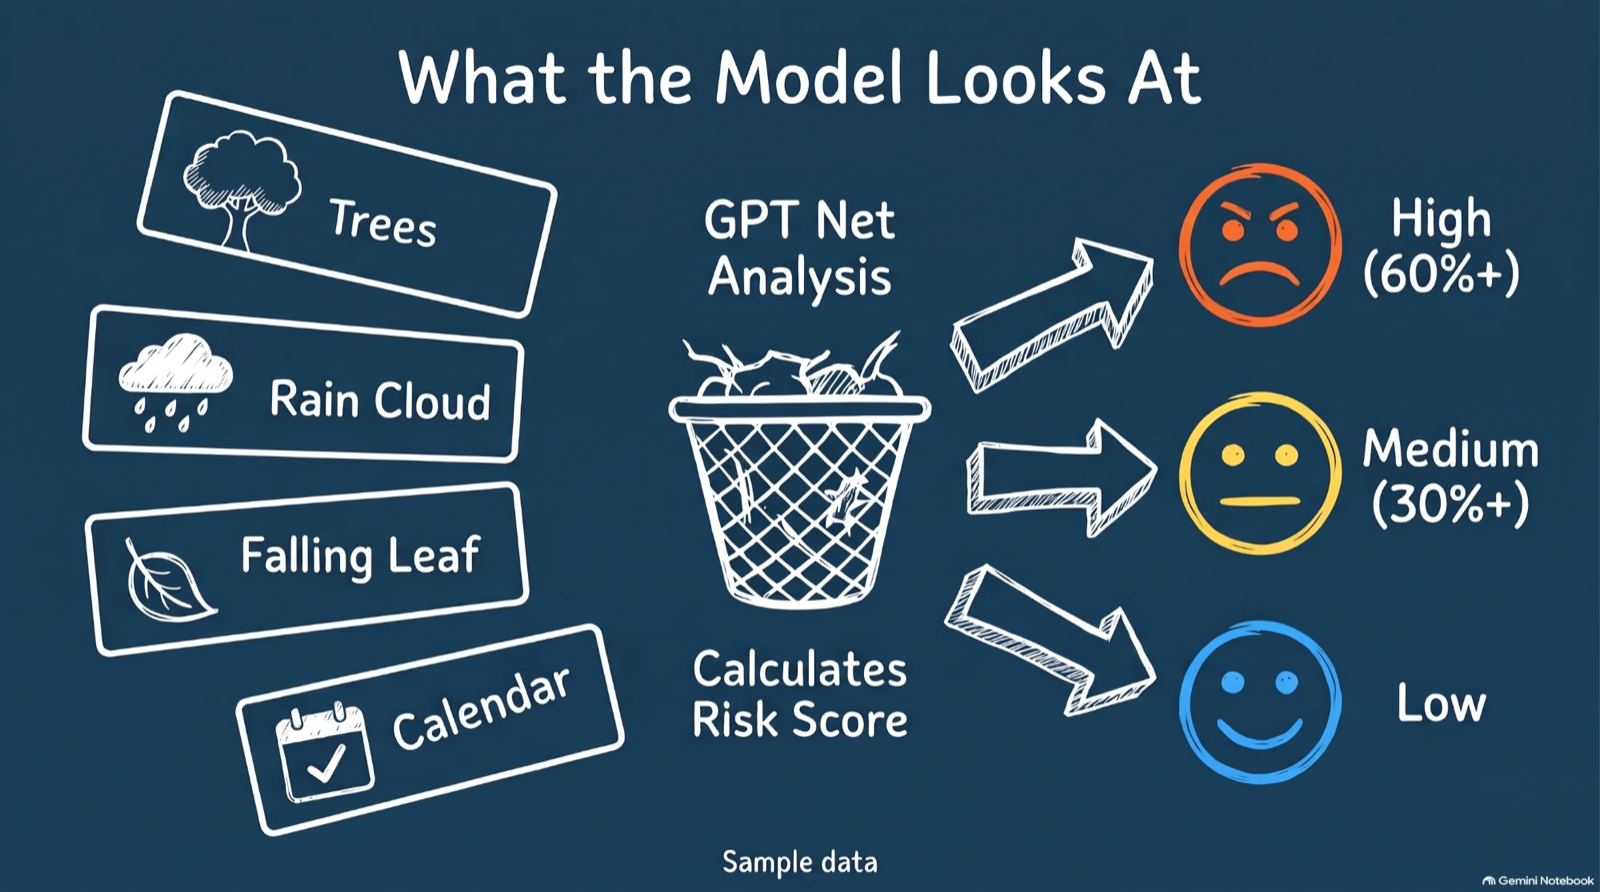 What the Model Looks At
Trees
Rain Cloud
Falling Leaf
Calendar
GPT Net
Analysis
Calculates
Risk Score
High
(60%+)
Medium
(30%+)
Low
Sample data
Gemini Notebook